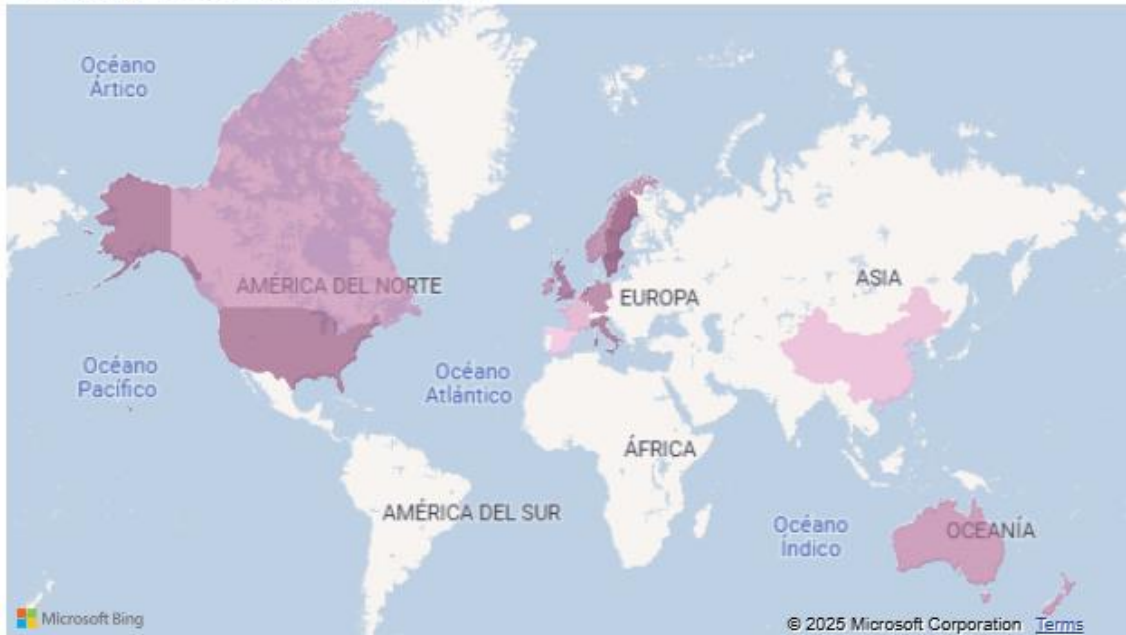 Océano
Ártico
AMÉRICA DEL NORTE
EUROPA
ASIA
Océano
Pacífico
Océano
Atlántico
ÁFRICA
AMÉRICA DEL SUR
Océano
Índico
OCEANÍA
Microsoft Bing
© 2025 Microsoft Corporation Terms